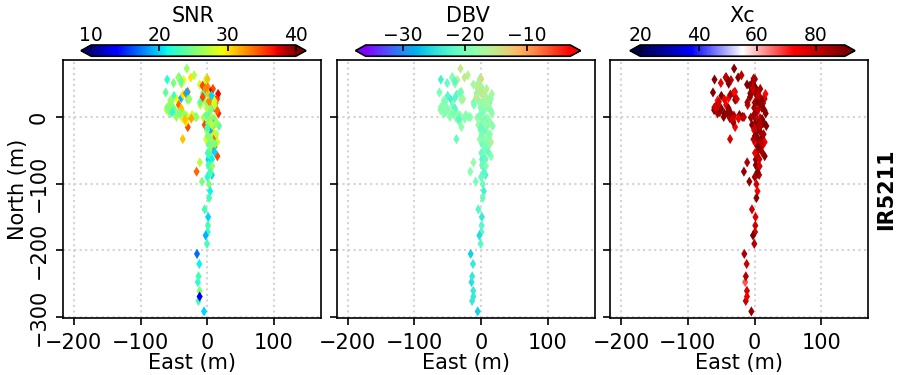 SNR DBV Xc
10 20 30 40 −30 −20 −10 20 40 60 80
North (m)
0
−100
−200
−300
IR5211
−200 −100 0 100 −200 −100 0 100 −200 −100 0 100
East (m) East (m) East (m)